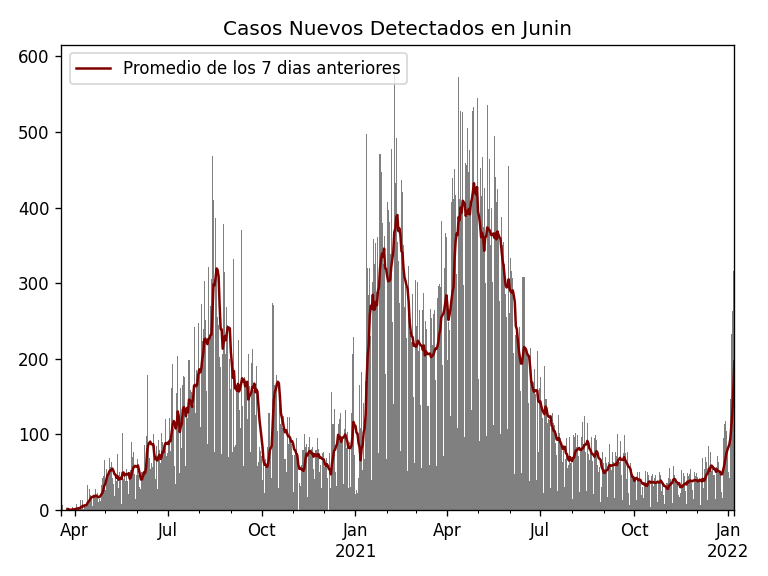 Casos Nuevos Detectados en Junin
Promedio de los 7 dias anteriores
600
500
400
300
200
100
0
Apr Jul Oct Jan Apr Jul Oct Jan
2021 2022